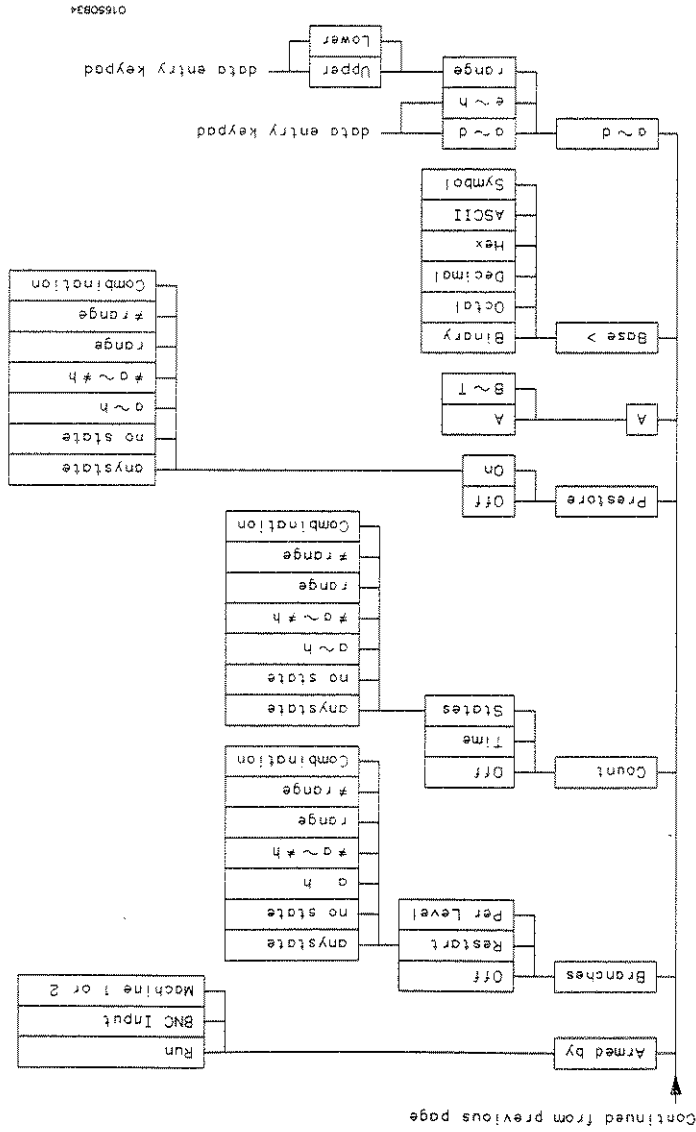 Continued from previous page
Armed by
Run
BNC Input
Machine 1 or 2
Branches
Off
Restart
Per Level
anystate
no state
a h
≠ a ~ ≠ h
range
≠ range
Combination
Count
Off
Time
States
anystate
no state
a ~ h
≠ a ~ ≠ h
range
≠ range
Combination
Prestore
Off
On
anystate
no state
a ~ h
≠ a ~ ≠ h
range
≠ range
Combination
A
A
B ~ T
Base >
Binary
Octal
Decimal
Hex
ASCII
Symbol
a ~ d
a ~ d
e ~ h
range
data entry keypad
Upper
Lower
data entry keypad
01650B34